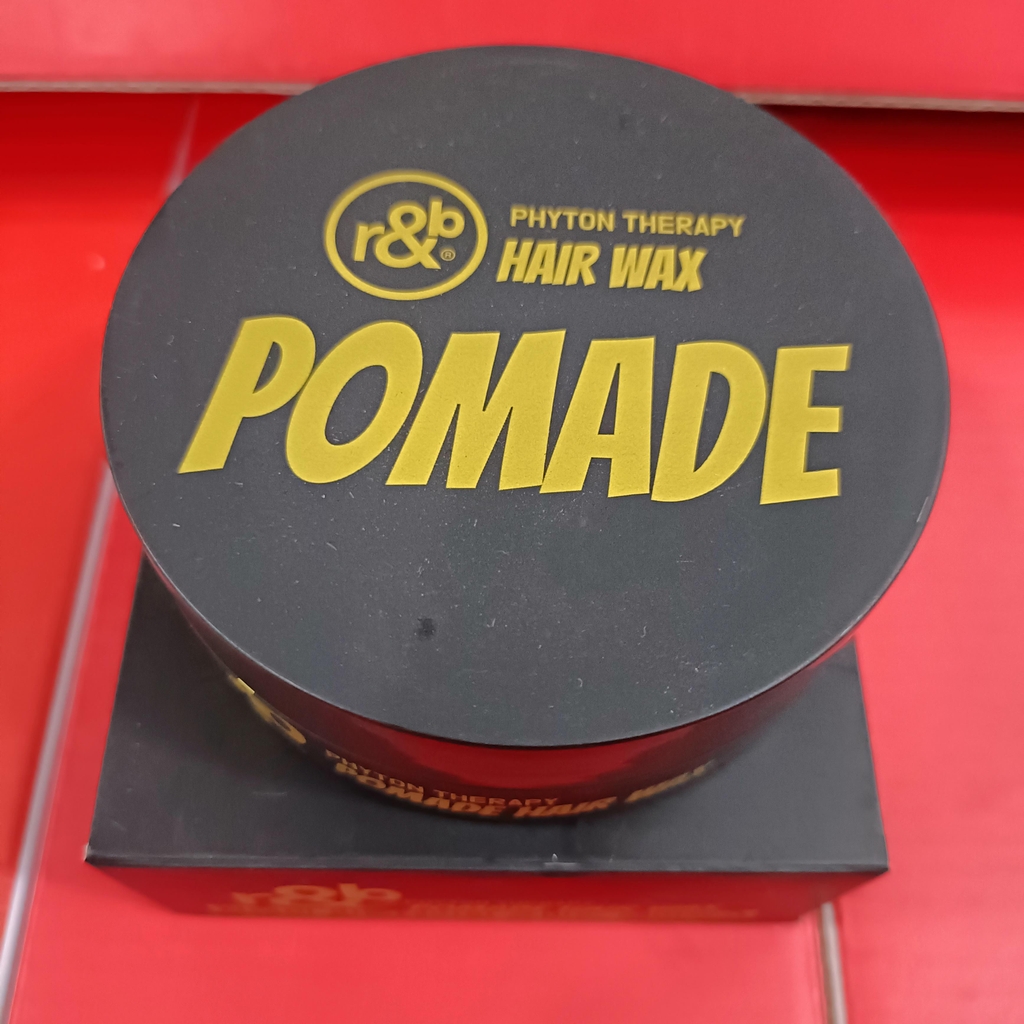 r&b®
PHYTON THERAPY
HAIR WAX
POMADE
PHYTON THERAPY
POMADE HAIR WAX
r&b